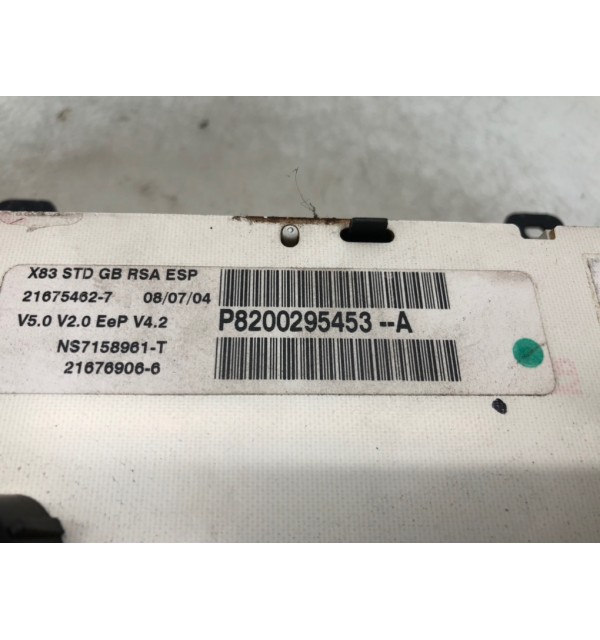 X83 STD GB RSA ESP
21675462-7 08/07/04
V5.0 V2.0 EeP V4.2
P8200295453 --A
NS7158961-T
21676906-6